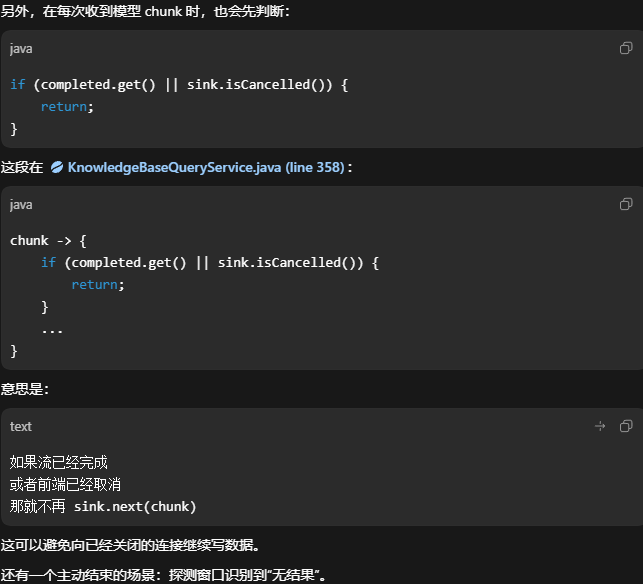 另外，在每次收到模型 chunk 时，也会先判断：
java
if (completed.get() || sink.isCancelled()) {
    return;
}
这段在 KnowledgeBaseQueryService.java (line 358)：
java
chunk -> {
    if (completed.get() || sink.isCancelled()) {
        return;
    }
    ...
}
意思是：
text
如果流已经完成
或者前端已经取消
那就不再 sink.next(chunk)
这可以避免向已经关闭的连接继续写数据。
还有一个主动结束的场景：探测窗口识别到“无结果”。